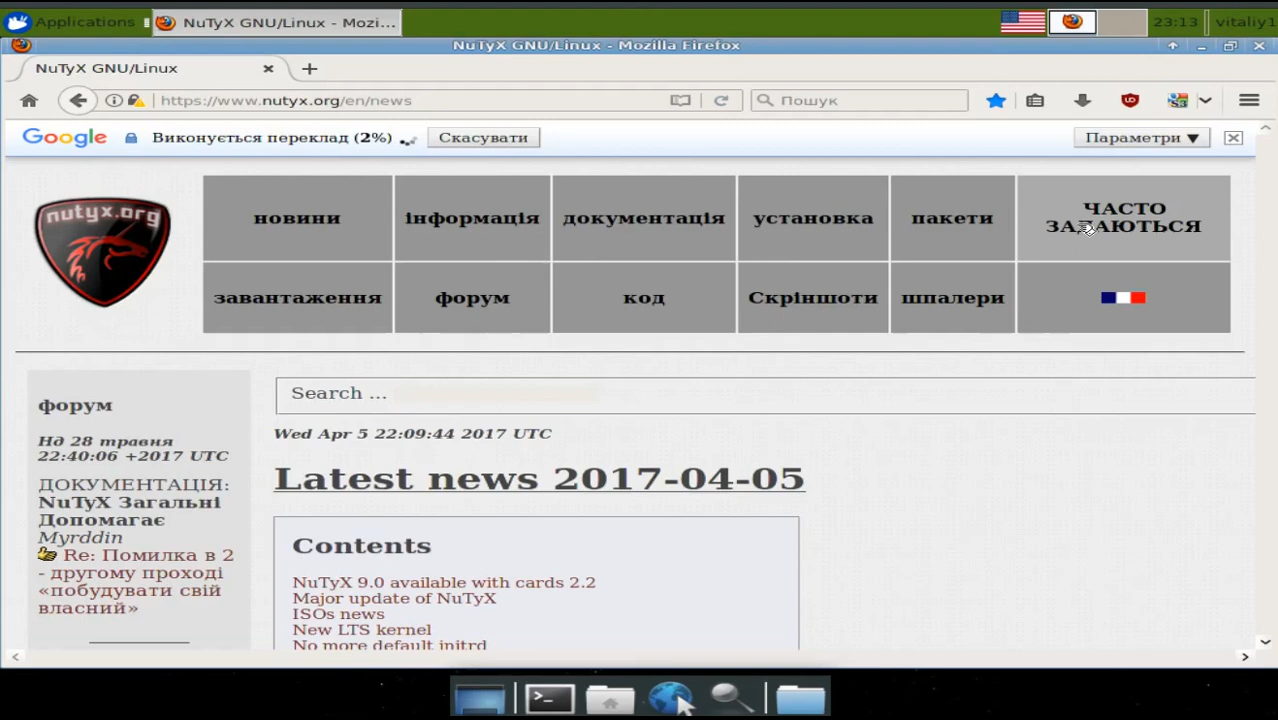 Applications
NuTyX GNU/Linux - Mozi...
23:13
vitaliy1
NuTyX GNU/Linux - Mozilla Firefox
NuTyX GNU/Linux
https://www.nutyx.org/en/news
Пошук
Google
Виконується переклад (2%)
Скасувати
Параметри ▼
nutyx.org
новини
інформація
документація
установка
пакети
ЧАСТО
ЗАДАЮТЬСЯ
завантаження
форум
код
Скріншоти
шпалери
форум
Нд 28 травня
22:40:06 +2017 UTC
ДОКУМЕНТАЦІЯ:
NuTyX Загальні
Допомагає
Myrddin
Re: Помилка в 2
- другому проході
«побудувати свій
власний»
Search ...
Wed Apr 5 22:09:44 2017 UTC
Latest news 2017-04-05
Contents
NuTyX 9.0 available with cards 2.2
Major update of NuTyX
ISOs news
New LTS kernel
No more default initrd